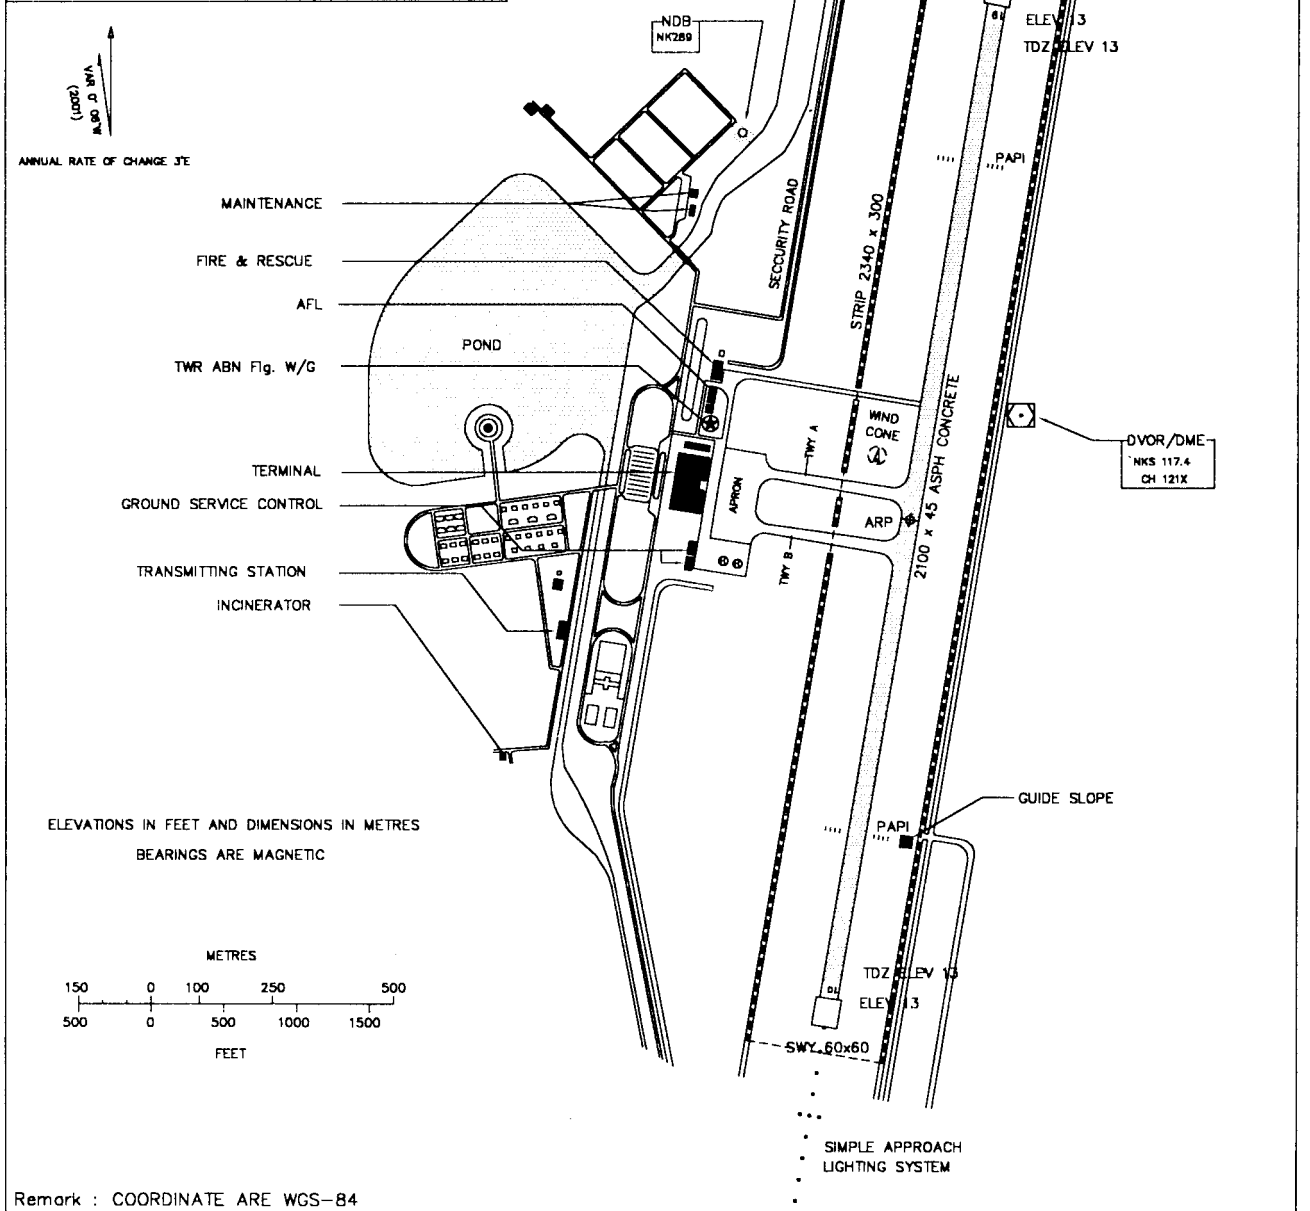 NDB
NK289
ELEV 13
TDZ ELEV 13
19
VAR 0° 08'W
(2001)
ANNUAL RATE OF CHANGE 3'E
PAPI
MAINTENANCE
SECCURITY ROAD
STRIP 2340 x 300
FIRE & RESCUE
AFL
POND
TWR ABN Flg. W/G
WIND
CONE
2100 x 45 ASPH CONCRETE
DVOR/DME
NKS 117.4
CH 121X
TWY A
TERMINAL
APRON
GROUND SERVICE CONTROL
ARP
TWY B
TRANSMITTING STATION
INCINERATOR
GUIDE SLOPE
PAPI
ELEVATIONS IN FEET AND DIMENSIONS IN METRES
BEARINGS ARE MAGNETIC
METRES
150 0 100 250 500
500 0 500 1000 1500
FEET
TDZ ELEV 13
ELEV 13
SWY 60x60
SIMPLE APPROACH
LIGHTING SYSTEM
Remark : COORDINATE ARE WGS-84